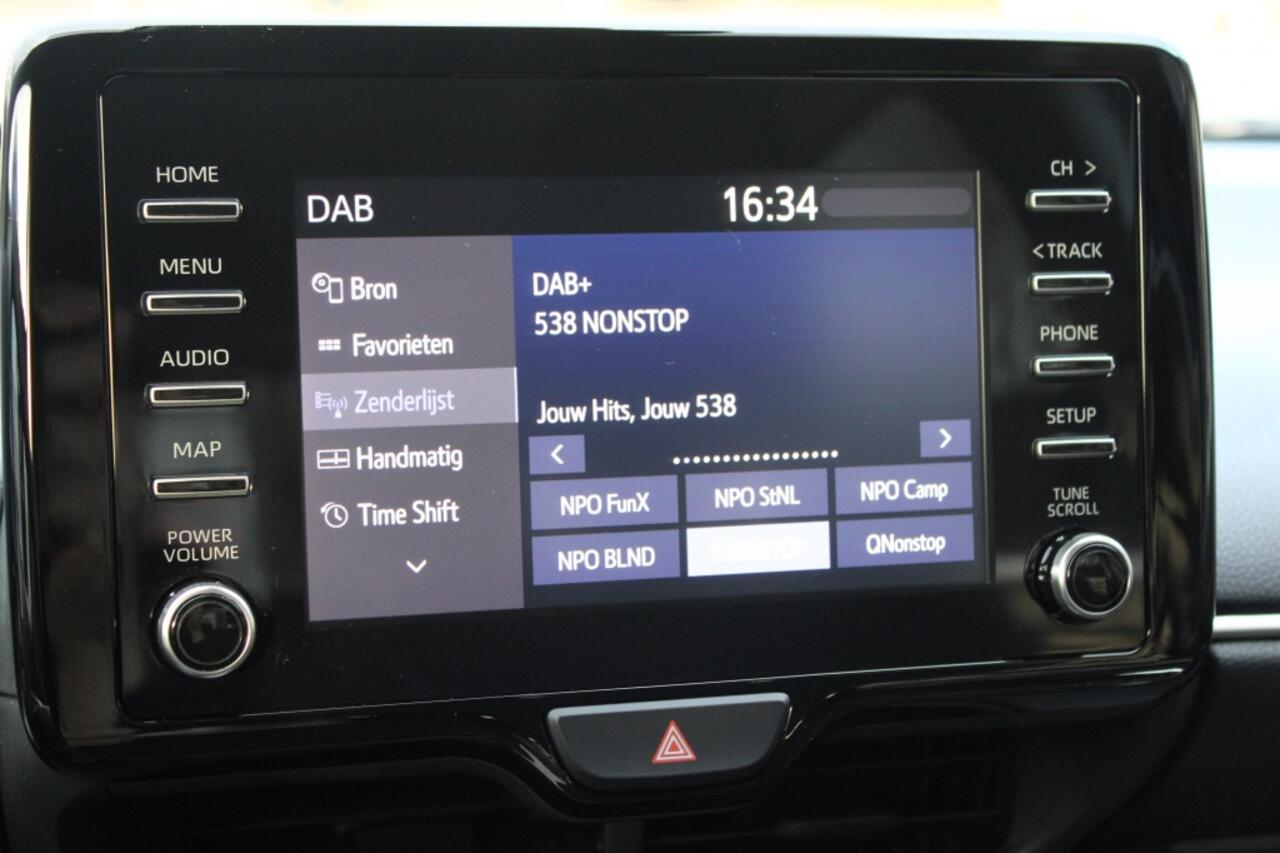 HOME
MENU
AUDIO
MAP
POWER
VOLUME
DAB
16:34
Bron
Favorieten
Zenderlijst
Handmatig
Time Shift
DAB+
538 NONSTOP
Jouw Hits, Jouw 538
<
>
NPO FunX
NPO StNL
NPO Camp
NPO BLND
QNonstop
CH >
< TRACK
PHONE
SETUP
TUNE
SCROLL